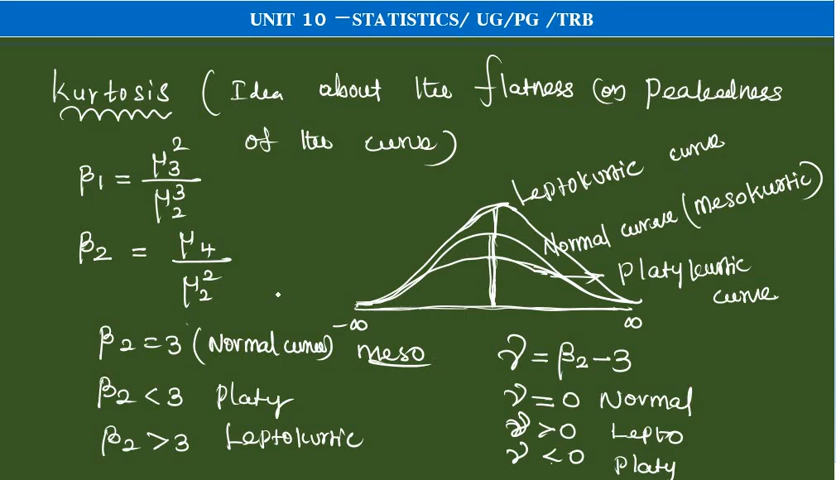 UNIT 10 – STATISTICS/ UG/PG /TRB
Kurtosis (Idea about the flatness (or) Peakedness
of the curve)
β₁ = μ₃² / μ₂³
β₂ = μ₄ / μ₂²
Leptokurtic curve
Normal curve (Mesokurtic)
Platykurtic
curve
-∞
∞
β₂ = 3 (Normal curve) meso
β₂ < 3 Platy
β₂ > 3 Leptokurtic
γ = β₂ - 3
γ = 0 Normal
γ > 0 Lepto
γ < 0 Platy